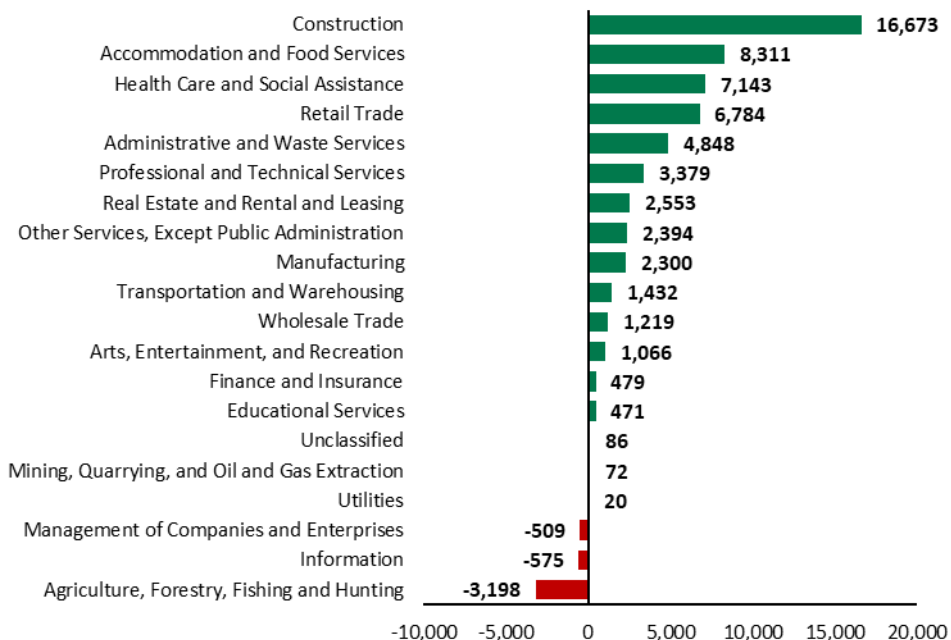 Construction 16,673
Accommodation and Food Services 8,311
Health Care and Social Assistance 7,143
Retail Trade 6,784
Administrative and Waste Services 4,848
Professional and Technical Services 3,379
Real Estate and Rental and Leasing 2,553
Other Services, Except Public Administration 2,394
Manufacturing 2,300
Transportation and Warehousing 1,432
Wholesale Trade 1,219
Arts, Entertainment, and Recreation 1,066
Finance and Insurance 479
Educational Services 471
Unclassified 86
Mining, Quarrying, and Oil and Gas Extraction 72
Utilities 20
Management of Companies and Enterprises -509
Information -575
Agriculture, Forestry, Fishing and Hunting -3,198
-10,000 -5,000 0 5,000 10,000 15,000 20,000